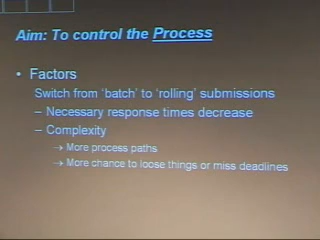 Aim: To control the Process
• Factors
Switch from ‘batch’ to ‘rolling’ submissions
– Necessary response times decrease
– Complexity
→ More process paths
→ More chance to loose things or miss deadlines